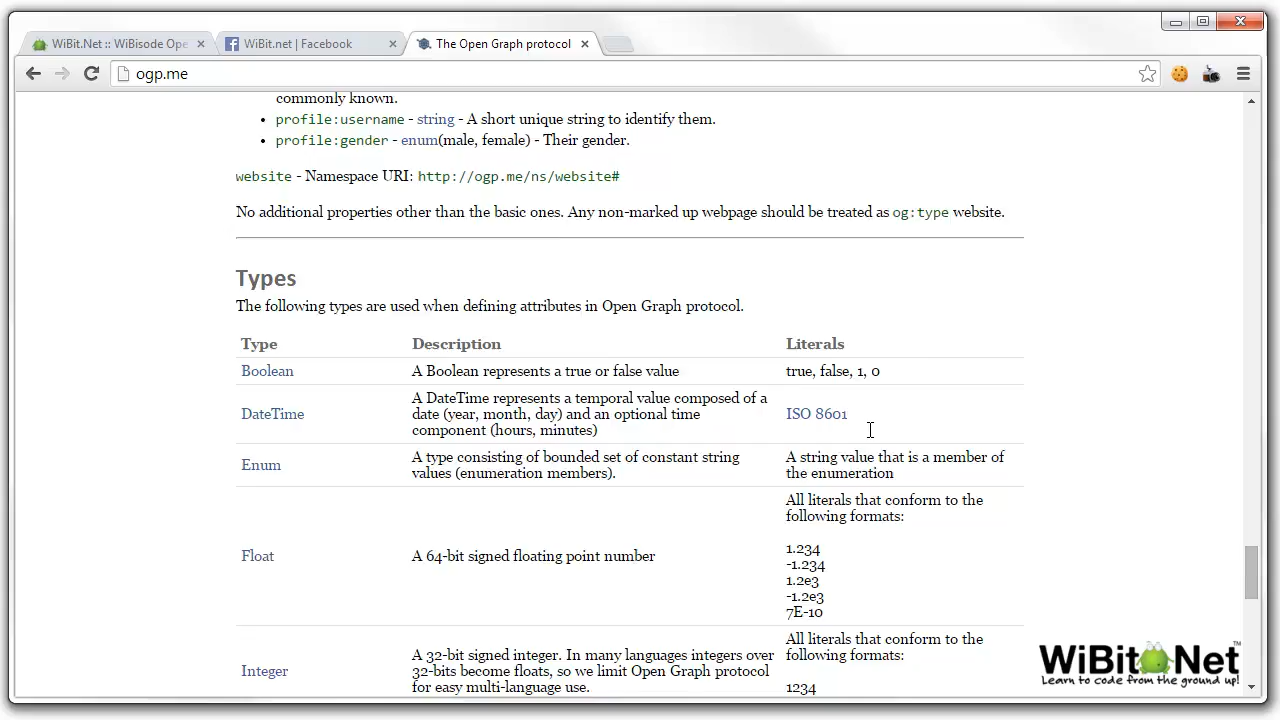 WiBit.Net :: WiBisode Ope
WiBit.net | Facebook
The Open Graph protocol
ogp.me
commonly known.
• profile:username - string - A short unique string to identify them.
• profile:gender - enum(male, female) - Their gender.
website - Namespace URI: http://ogp.me/ns/website#
No additional properties other than the basic ones. Any non-marked up webpage should be treated as og:type website.
Types
The following types are used when defining attributes in Open Graph protocol.
Type Description Literals
Boolean A Boolean represents a true or false value true, false, 1, 0
DateTime A DateTime represents a temporal value composed of a
date (year, month, day) and an optional time
component (hours, minutes)
ISO 8601
Enum A type consisting of bounded set of constant string
values (enumeration members).
A string value that is a member of
the enumeration
Float A 64-bit signed floating point number
All literals that conform to the
following formats:
1.234
-1.234
1.2e3
-1.2e3
7E-10
Integer A 32-bit signed integer. In many languages integers over
32-bits become floats, so we limit Open Graph protocol
for easy multi-language use.
All literals that conform to the
following formats:
1234
WiBit Net™
Learn to code from the ground up!